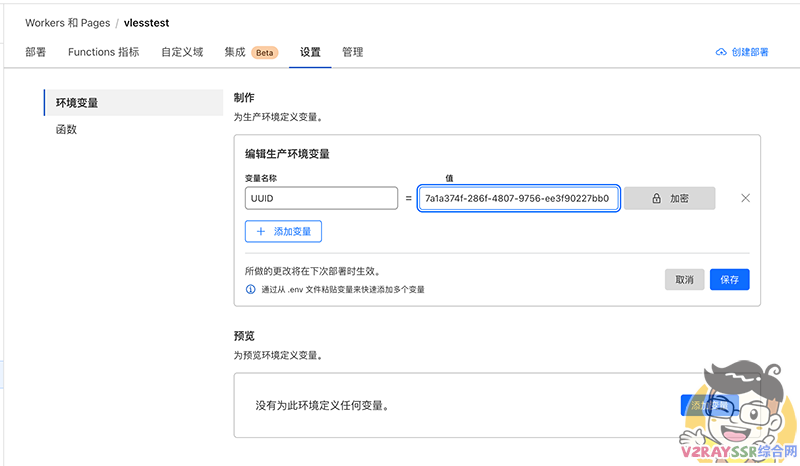 Workers 和 Pages / vlesstest
部署 Functions 指标 自定义域 集成 Beta 设置 管理 创建部署
环境变量
函数
制作
为生产环境定义变量。
编辑生产环境变量
变量名称 值
UUID = 7a1a374f-286f-4807-9756-ee3f90227bb0 加密
添加变量
所做的更改将在下次部署时生效。
通过从 .env 文件粘贴变量来快速添加多个变量
取消 保存
预览
为预览环境定义变量。
没有为此环境定义任何变量。
添加变量
V2RAYSSR综合网